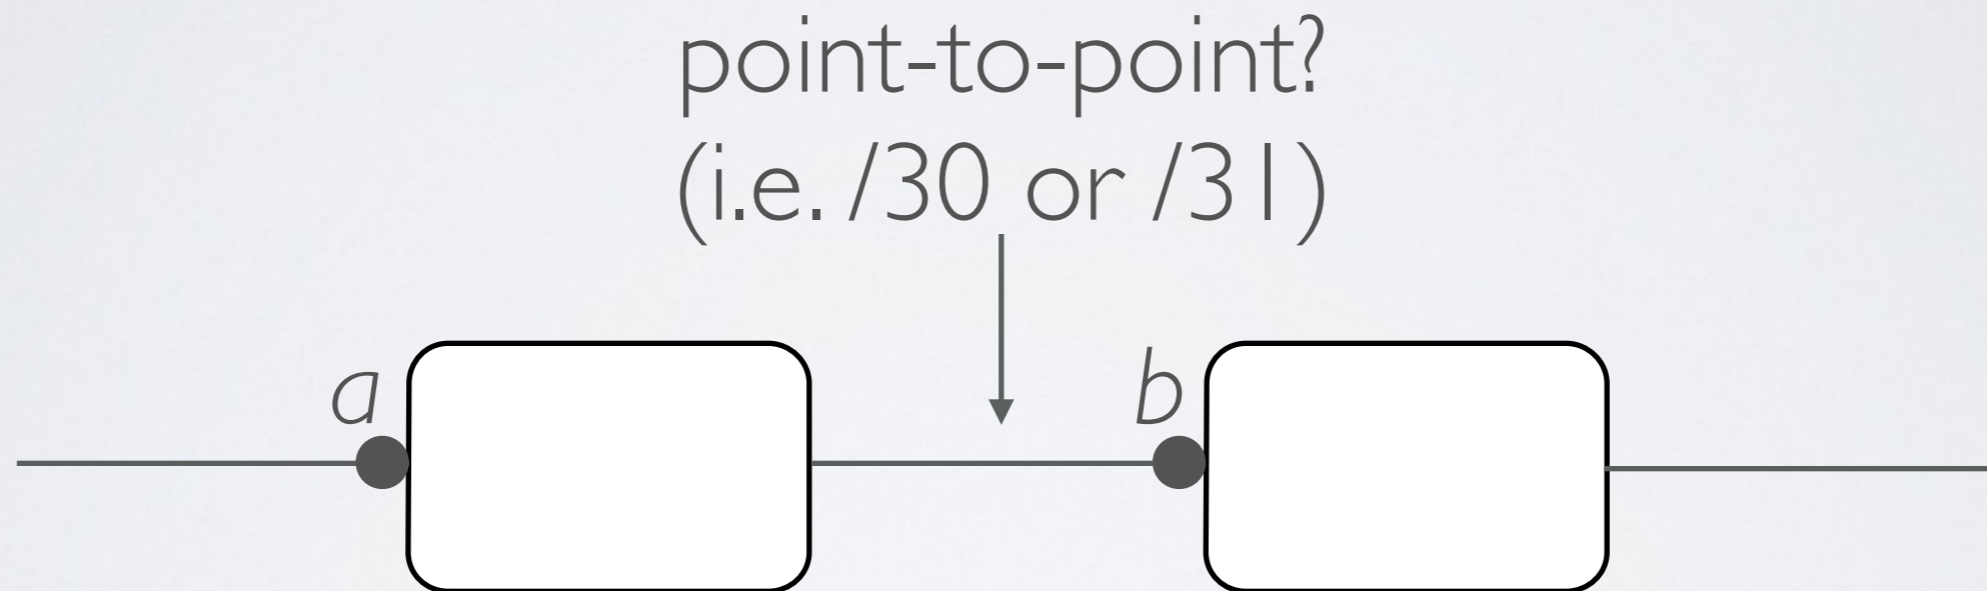 point-to-point?
(i.e. /30 or /31)
a
b